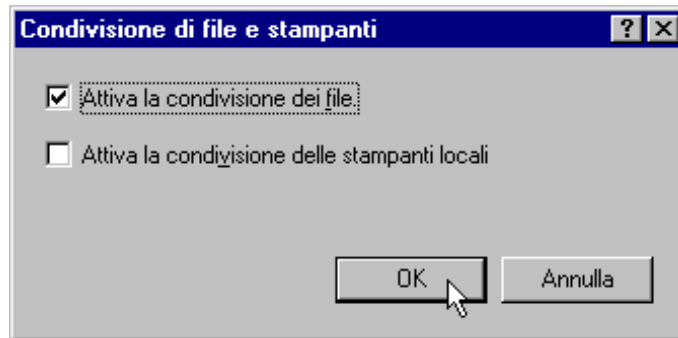 Condivisione di file e stampanti
Attiva la condivisione dei file.
Attiva la condivisione delle stampanti locali
OK Annulla